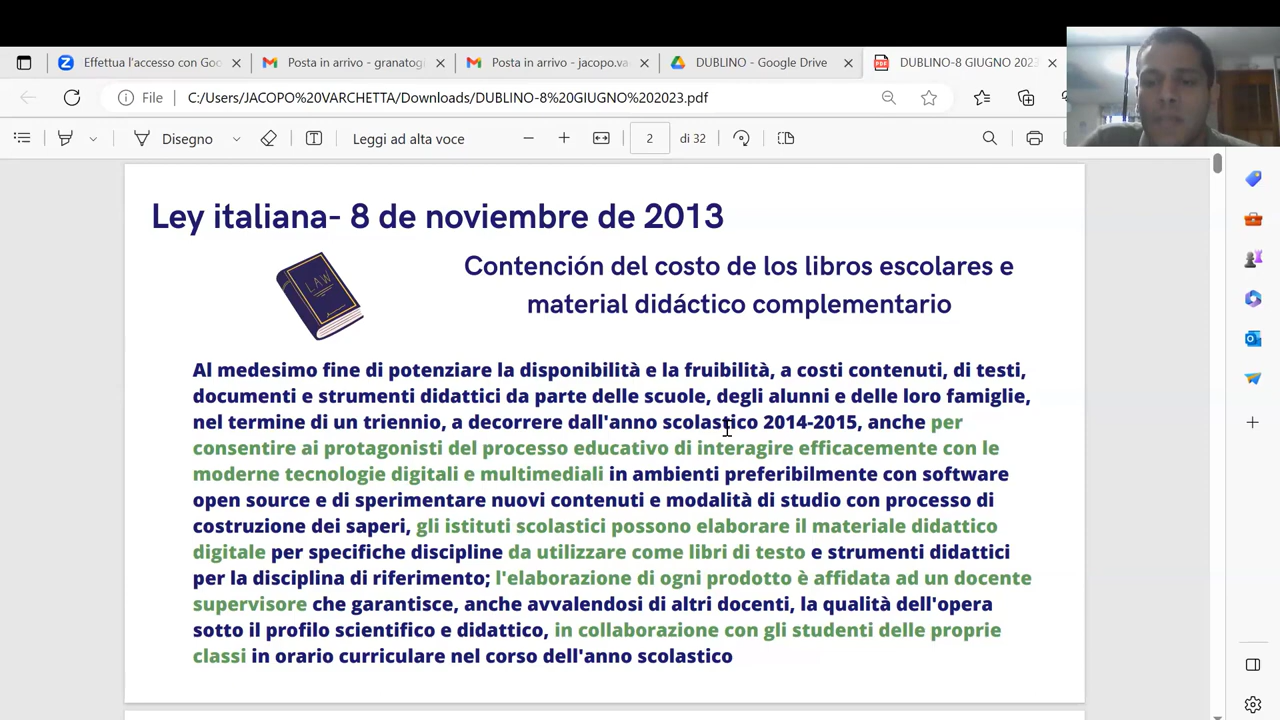 Effettua l'accesso in Goo
Posta in arrivo - granatogi
Posta in arrivo - jacopo.va
DUBLINO - Google Drive
DUBLINO-8 GIUGNO 2023
File
C:/Users/JACOPO%20VARCHETTA/Downloads/DUBLINO-8%20GIUGNO%202023.pdf
Disegno
Leggi ad alta voce
2 di 32
Ley italiana- 8 de noviembre de 2013
LAW
Contención del costo de los libros escolares e
material didáctico complementario
Al medesimo fine di potenziare la disponibilità e la fruibilità, a costi contenuti, di testi,
documenti e strumenti didattici da parte delle scuole, degli alunni e delle loro famiglie,
nel termine di un triennio, a decorrere dall'anno scolastico 2014-2015, anche per
consentire ai protagonisti del processo educativo di interagire efficacemente con le
moderne tecnologie digitali e multimediali in ambienti preferibilmente con software
open source e di sperimentare nuovi contenuti e modalità di studio con processo di
costruzione dei saperi, gli istituti scolastici possono elaborare il materiale didattico
digitale per specifiche discipline da utilizzare come libri di testo e strumenti didattici
per la disciplina di riferimento; l'elaborazione di ogni prodotto è affidata ad un docente
supervisore che garantisce, anche avvalendosi di altri docenti, la qualità dell'opera
sotto il profilo scientifico e didattico, in collaborazione con gli studenti delle proprie
classi in orario curriculare nel corso dell'anno scolastico